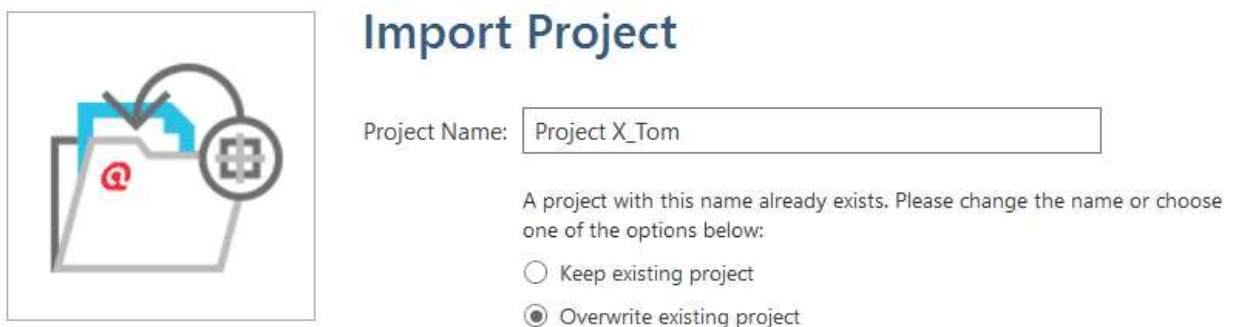 Import Project
Project Name: Project X_Tom
A project with this name already exists. Please change the name or choose
one of the options below:
Keep existing project
Overwrite existing project
@